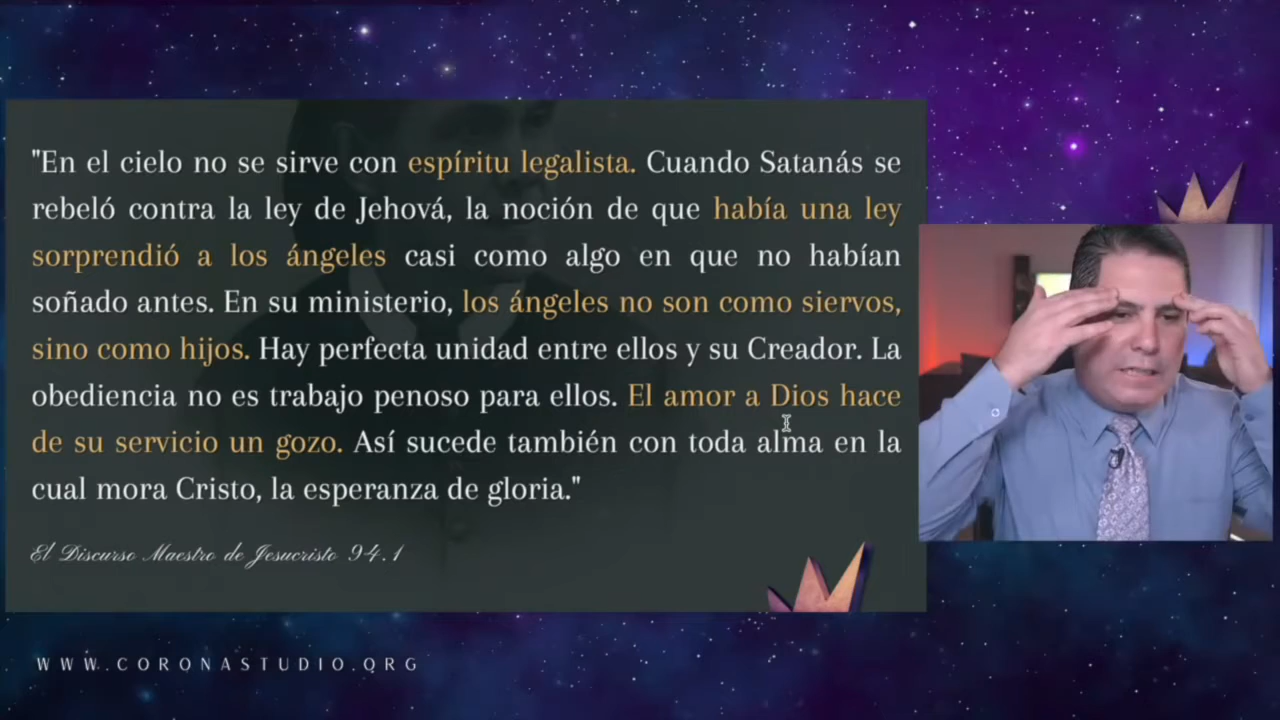 "En el cielo no se sirve con espíritu legalista. Cuando Satanás se
rebeló contra la ley de Jehová, la noción de que había una ley
sorprendió a los ángeles casi como algo en que no habían
soñado antes. En su ministerio, los ángeles no son como siervos,
sino como hijos. Hay perfecta unidad entre ellos y su Creador. La
obediencia no es trabajo penoso para ellos. El amor a Dios hace
de su servicio un gozo. Así sucede también con toda alma en la
cual mora Cristo, la esperanza de gloria."
El Discurso Maestro de Jesucristo 94.1
WWW.CORONASTUDIO.ORG